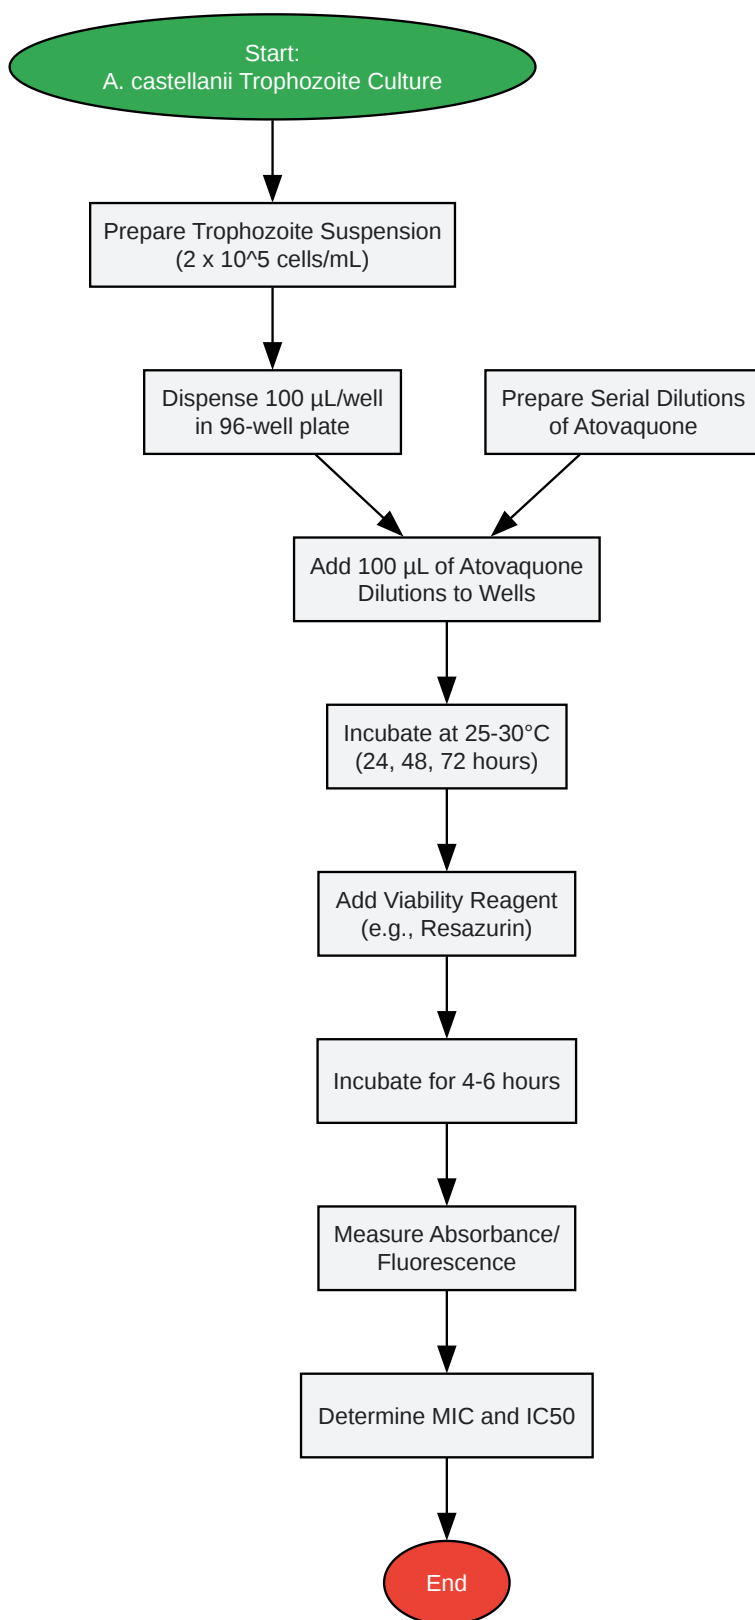 Start:
A. castellanii Trophozoite Culture
Prepare Trophozoite Suspension
(2 x 10^5 cells/mL)
Dispense 100 µL/well
in 96-well plate
Prepare Serial Dilutions
of Atovaquone
Add 100 µL of Atovaquone
Dilutions to Wells
Incubate at 25-30°C
(24, 48, 72 hours)
Add Viability Reagent
(e.g., Resazurin)
Incubate for 4-6 hours
Measure Absorbance/
Fluorescence
Determine MIC and IC50
End